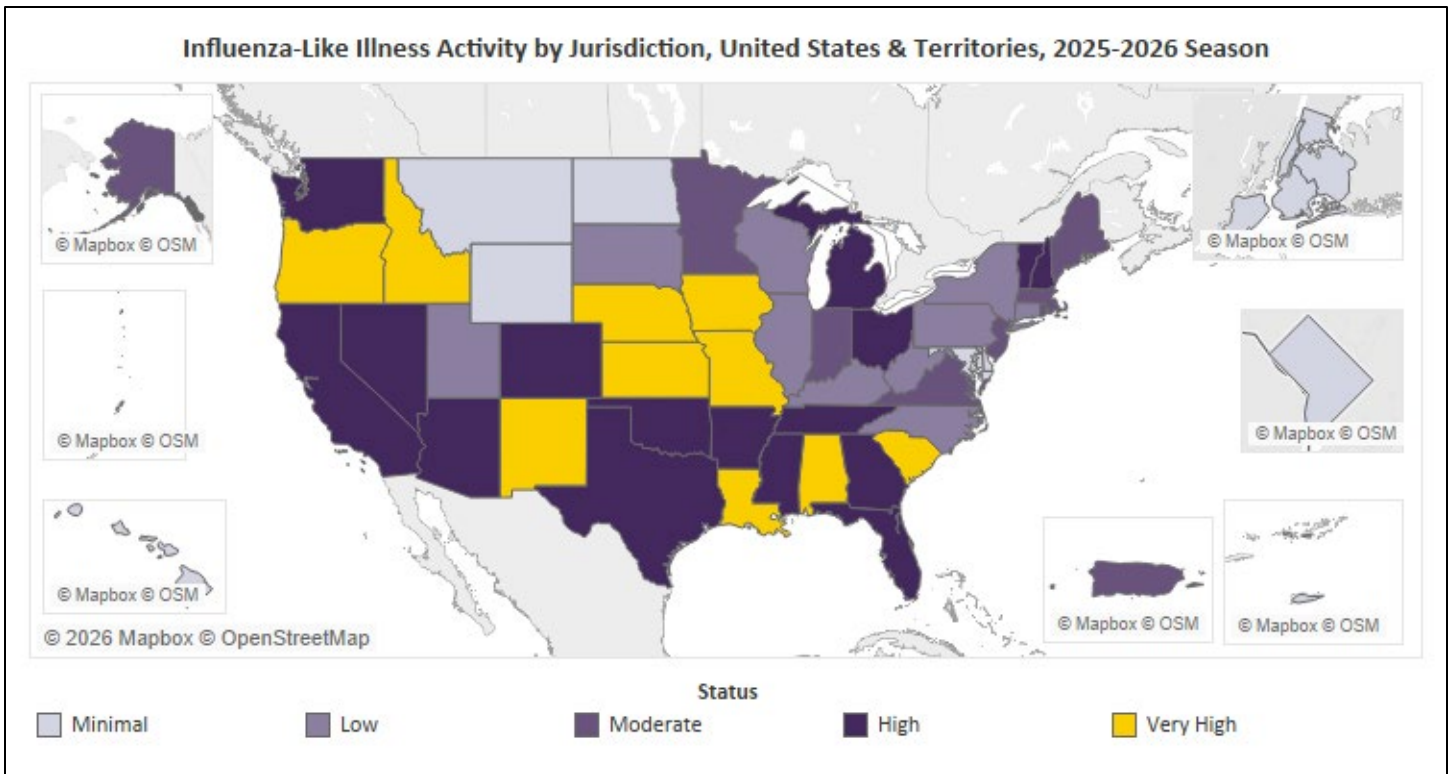 Influenza-Like Illness Activity by Jurisdiction, United States & Territories, 2025-2026 Season
© Mapbox © OSM
© Mapbox © OSM
© Mapbox © OSM
© Mapbox © OSM
© Mapbox © OSM
© Mapbox © OSM
© Mapbox © OSM
© 2026 Mapbox © OpenStreetMap
Status
Minimal
Low
Moderate
High
Very High